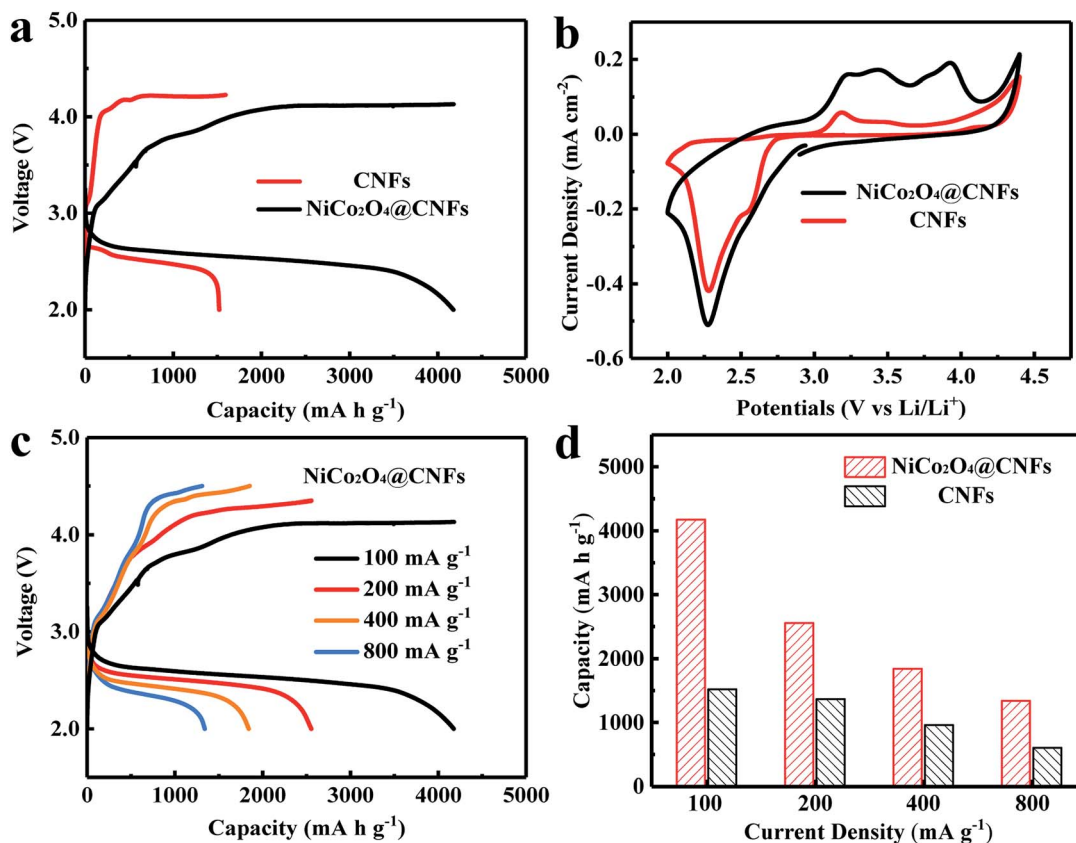 a
5.0
4.0
3.0
2.0
Voltage (V)
CNFs
NiCo₂O₄@CNFs
0 1000 2000 3000 4000 5000
Capacity (mA h g⁻¹)
b
0.2
0.0
-0.2
-0.4
-0.6
Current Density (mA cm⁻²)
NiCo₂O₄@CNFs
CNFs
2.0 2.5 3.0 3.5 4.0 4.5
Potentials (V vs Li/Li⁺)
c
5.0
4.0
3.0
2.0
Voltage (V)
NiCo₂O₄@CNFs
100 mA g⁻¹
200 mA g⁻¹
400 mA g⁻¹
800 mA g⁻¹
0 1000 2000 3000 4000 5000
Capacity (mA h g⁻¹)
d
5000
4000
3000
2000
1000
0
Capacity (mA h g⁻¹)
NiCo₂O₄@CNFs
CNFs
100 200 400 800
Current Density (mA g⁻¹)